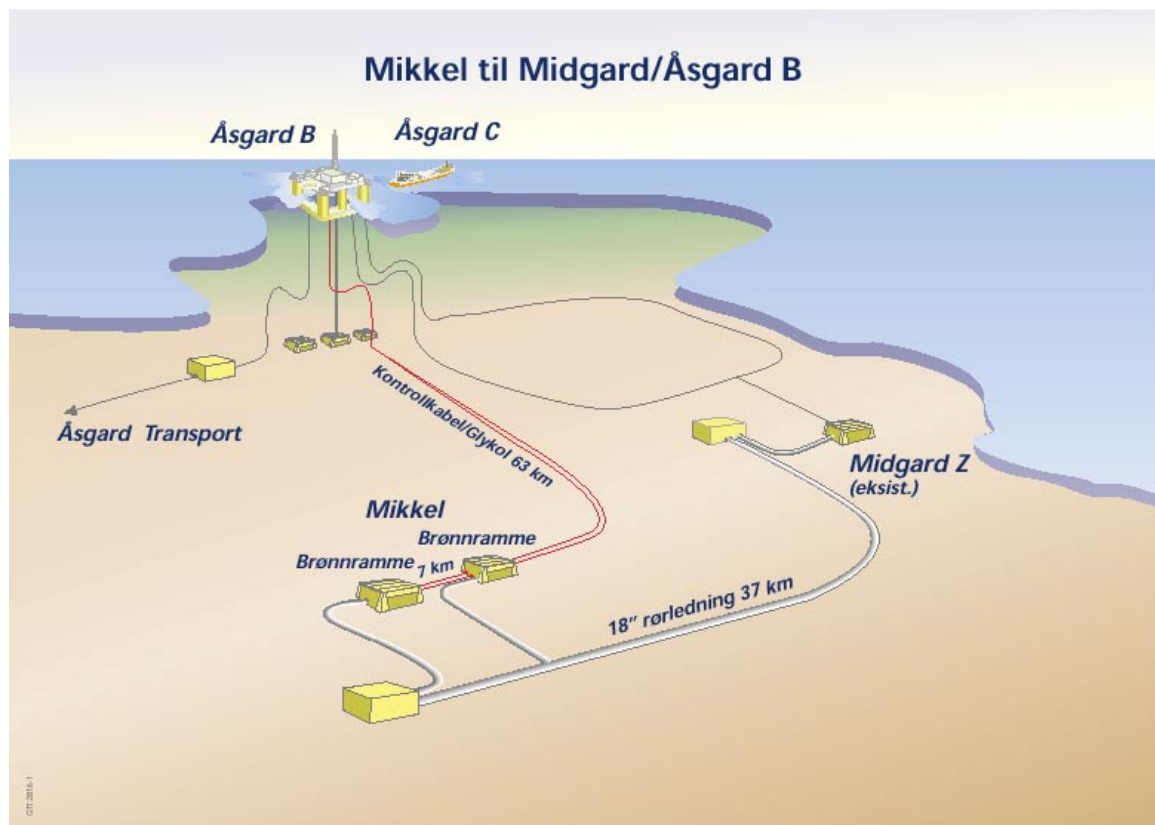 Mikkel til Midgard/Åsgard B
Åsgard B
Åsgard C
Åsgard Transport
Kontrollkabel/Glykol 63 km
Midgard Z
(eksist.)
Mikkel
Brønnramme
Brønnramme
7 km
18" rørledning 37 km